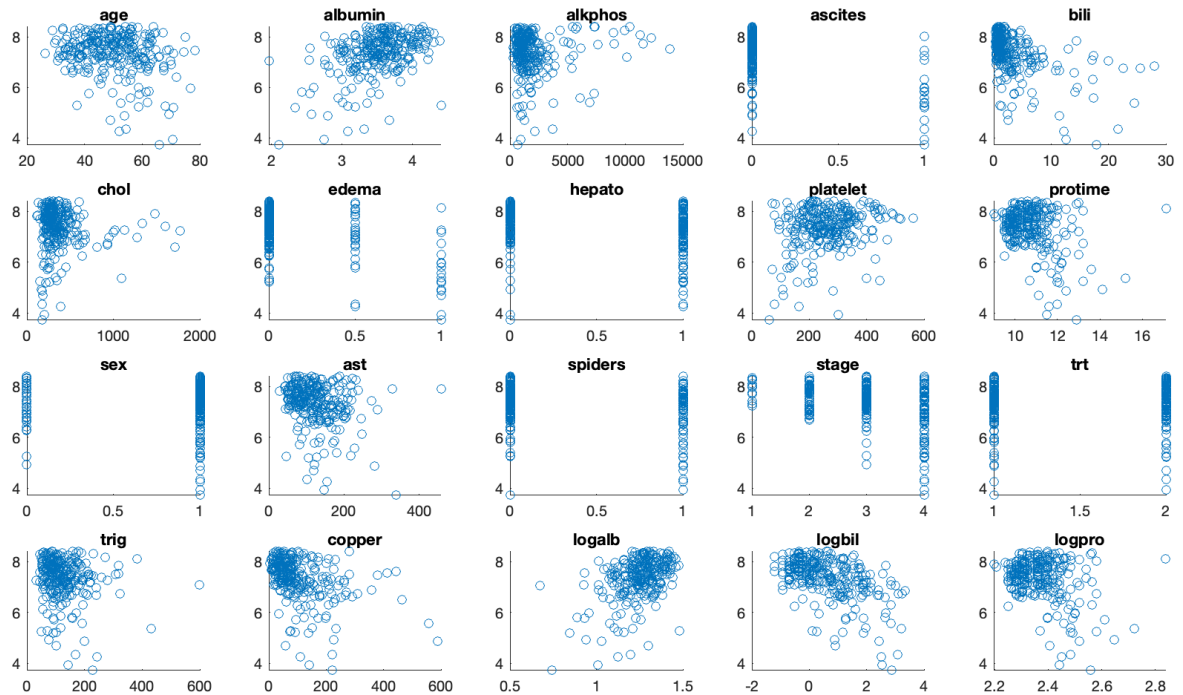 age albumin alkphos ascites bili
8 8 8 8 8
6 6 6 6 6
4 4 4 4 4
20 40 60 80 2 3 4 0 5000 10000 15000 0 0.5 1 0 10 20 30
chol edema hepato platelet protime
8 8 8 8 8
6 6 6 6 6
4 4 4 4 4
0 1000 2000 0 0.5 1 0 0.5 1 0 200 400 600 10 12 14 16
sex ast spiders stage trt
8 8 8 8 8
6 6 6 6 6
4 4 4 4 4
0 0.5 1 0 200 400 0 0.5 1 1 2 3 4 1 1.5 2
trig copper logalb logbil logpro
8 8 8 8 8
6 6 6 6 6
4 4 4 4 4
0 200 400 600 0 200 400 600 0.5 1 1.5 -2 0 2 4 2.2 2.4 2.6 2.8